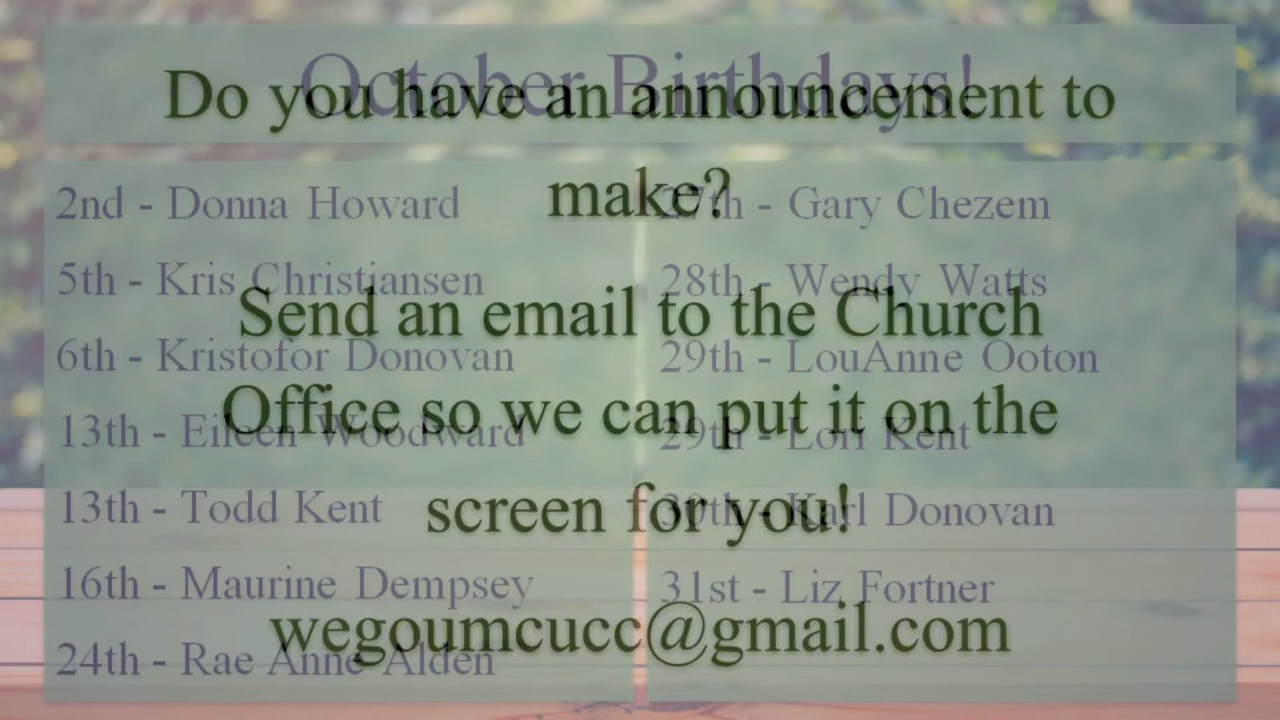 October Birthdays!
2nd - Donna Howard
5th - Kris Christiansen
6th - Kristofor Donovan
13th - Eileen Woodward
13th - Todd Kent
16th - Maurine Dempsey
24th - Rae Anne Alden
27th - Gary Chezem
28th - Wendy Watts
29th - LouAnne Ooton
29th - Lori Kent
30th - Karl Donovan
31st - Liz Fortner
Do you have an announcement to
make?
Send an email to the Church
Office so we can put it on the
screen for you!
wegoumcucc@gmail.com